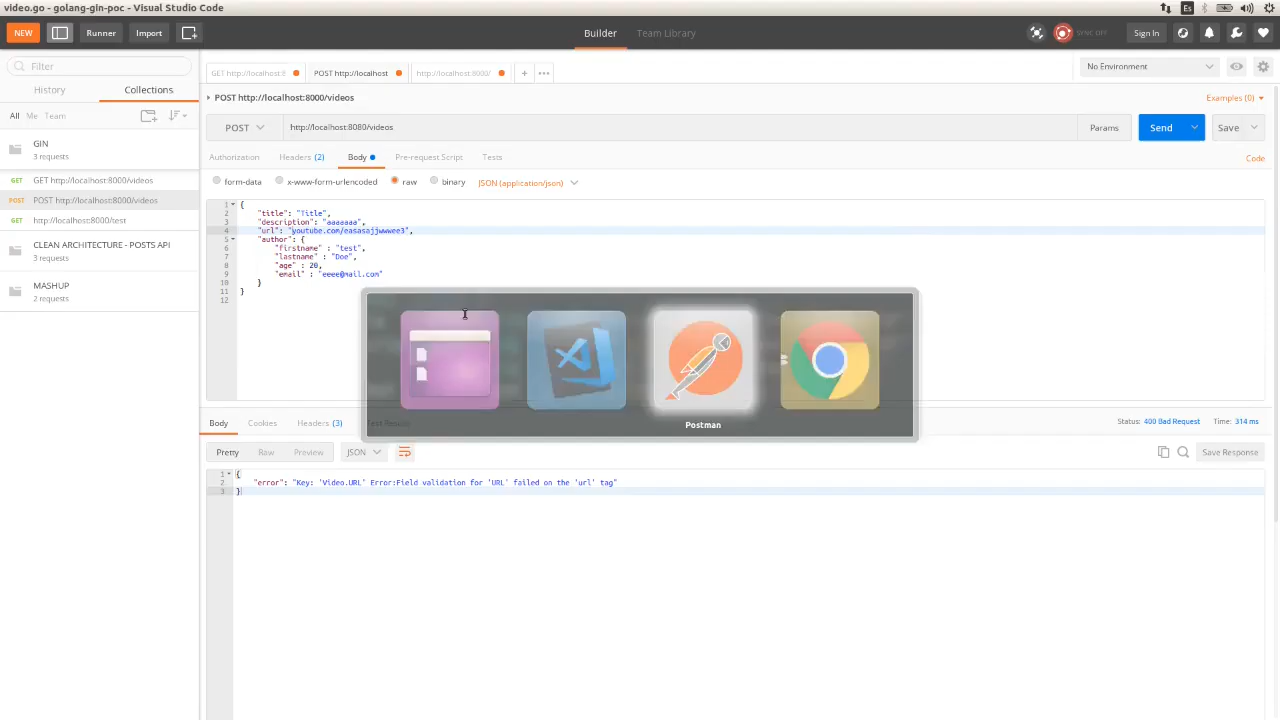 video.go - golang-gin-poc - Visual Studio Code
Es
NEW
Runner
Import
Builder
Team Library
SYNC OFF
Sign In
Filter
History
Collections
All Me Team
GIN
3 requests
GET http://localhost:8000/videos
POST http://localhost:8000/videos
GET http://localhost:8000/test
CLEAN ARCHITECTURE - POSTS API
3 requests
MASHUP
2 requests
GET http://localhost:8
POST http://localhost
http://localhost:8000/
No Environment
POST http://localhost:8000/videos
Examples (0)
POST
http://localhost:8080/videos
Params
Send
Save
Authorization
Headers (2)
Body
Pre-request Script
Tests
Code
form-data
x-www-form-urlencoded
raw
binary
JSON (application/json)
1 {
2 "title": "Title",
3 "description": "aaaaaaa",
4 "url": "youtube.com/easasajjwwwee3",
5 "author": {
6 "firstname" : "test",
7 "lastname" : "Doe",
8 "age" : 20,
9 "email" : "eeee@mail.com"
10 }
11 }
12
Postman
Body
Cookies
Headers (3)
Test Results
Status: 400 Bad Request
Time: 314 ms
Pretty
Raw
Preview
JSON
Save Response
1 {
2 "error": "Key: 'Video.URL' Error:Field validation for 'URL' failed on the 'url' tag"
3 }